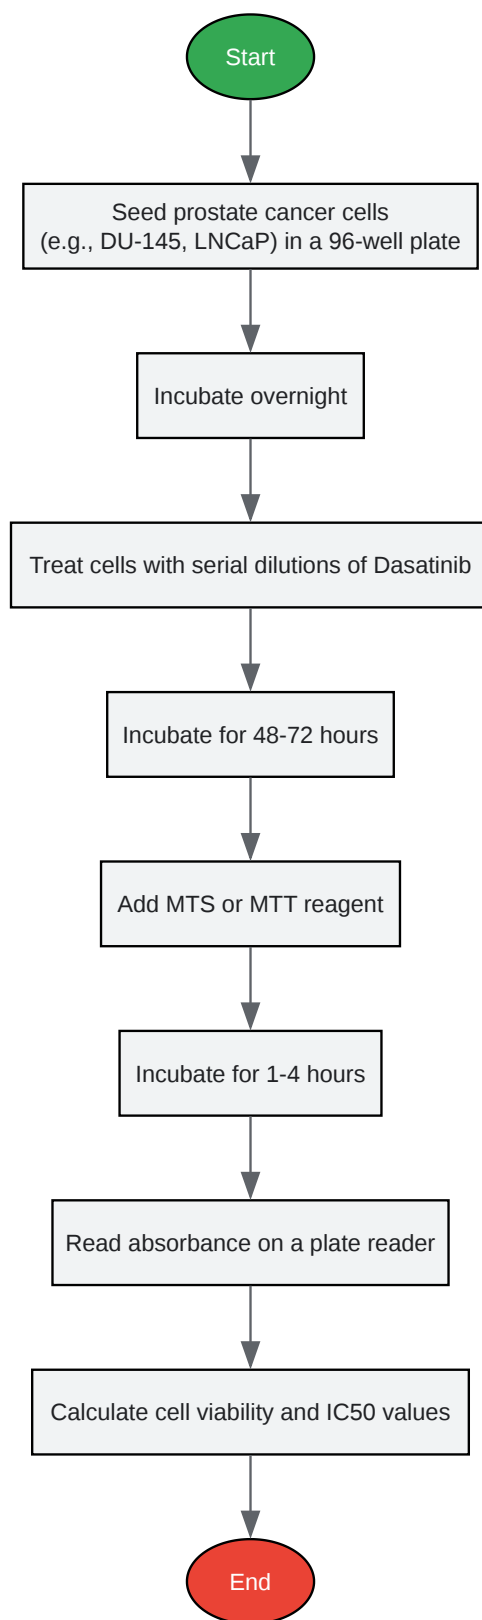 Start
Seed prostate cancer cells
(e.g., DU-145, LNCaP) in a 96-well plate
Incubate overnight
Treat cells with serial dilutions of Dasatinib
Incubate for 48-72 hours
Add MTS or MTT reagent
Incubate for 1-4 hours
Read absorbance on a plate reader
Calculate cell viability and IC50 values
End